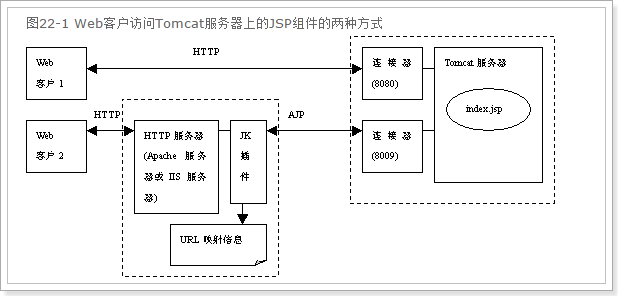 图22-1 Web客户访问Tomcat服务器上的JSP组件的两种方式
HTTP
Web
客户 1
连接器
(8080)
Tomcat 服务器
index.jsp
HTTP
AJP
Web
客户 2
HTTP 服务器
(Apache 服务
器或 IIS 服务
器)
JK
插
件
连接器
(8009)
URL 映射信息